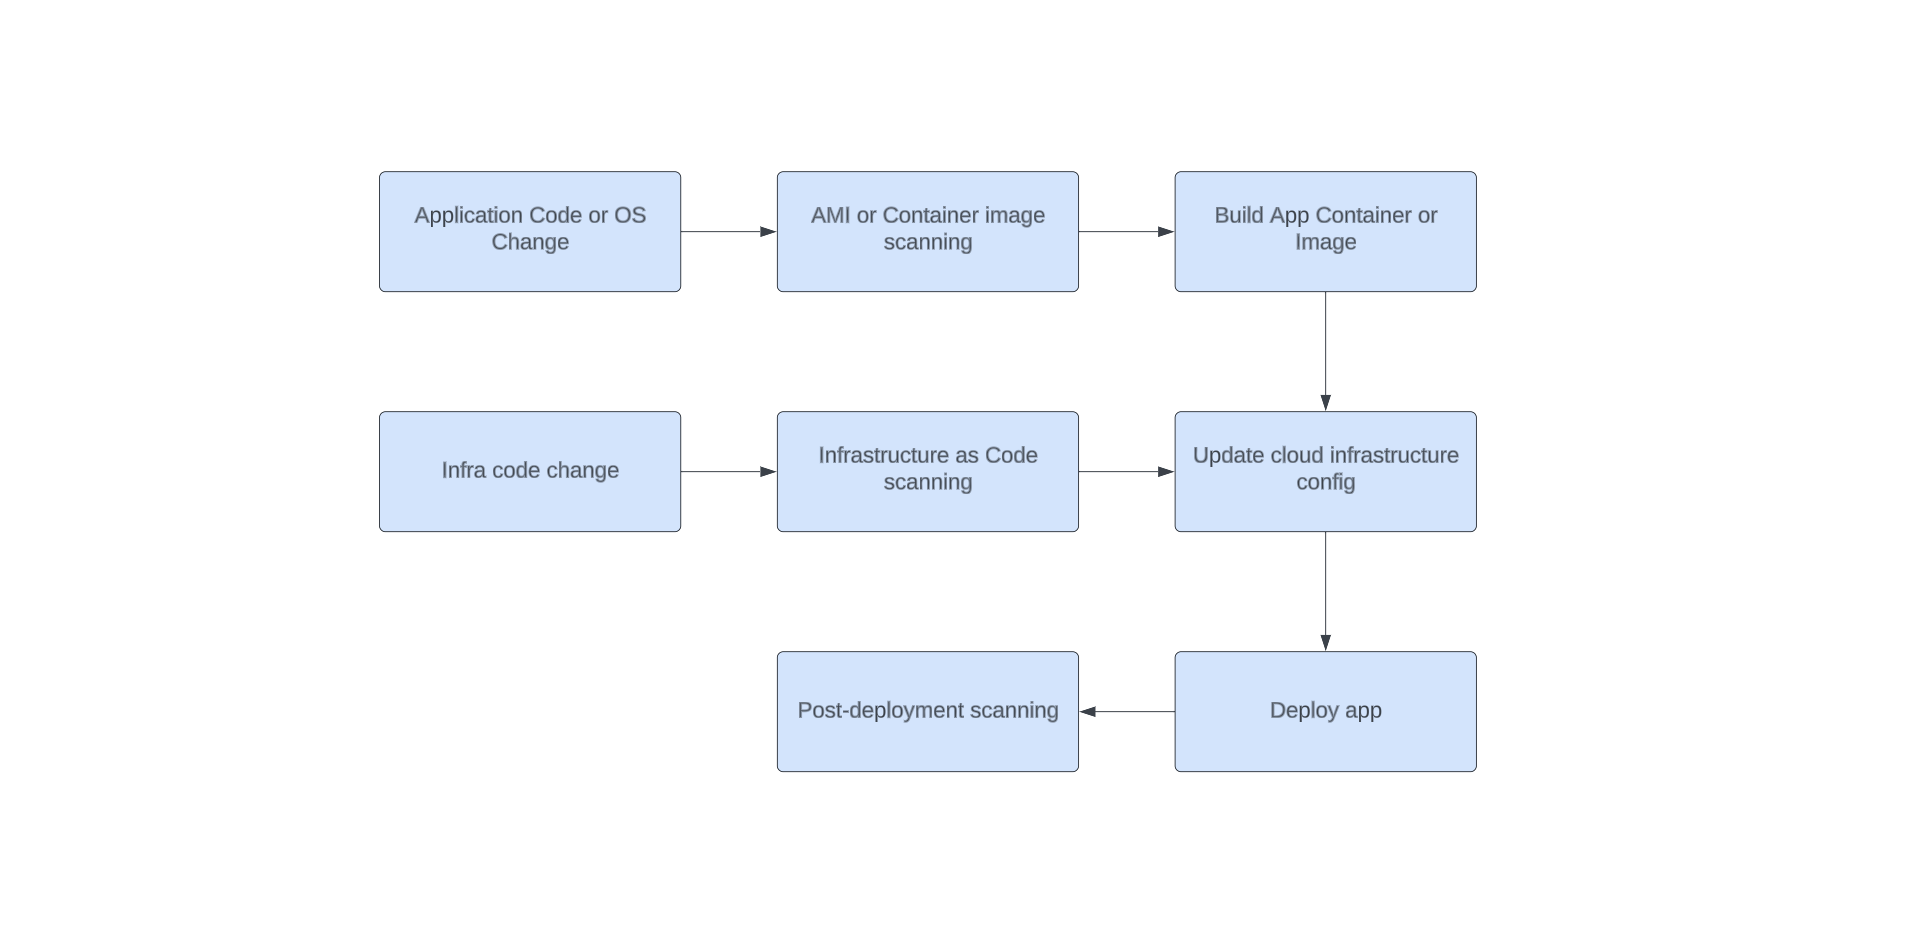 Application Code or OS
Change
AMI or Container image
scanning
Build App Container or
Image
Infra code change
Infrastructure as Code
scanning
Update cloud infrastructure
config
Post-deployment scanning
Deploy app